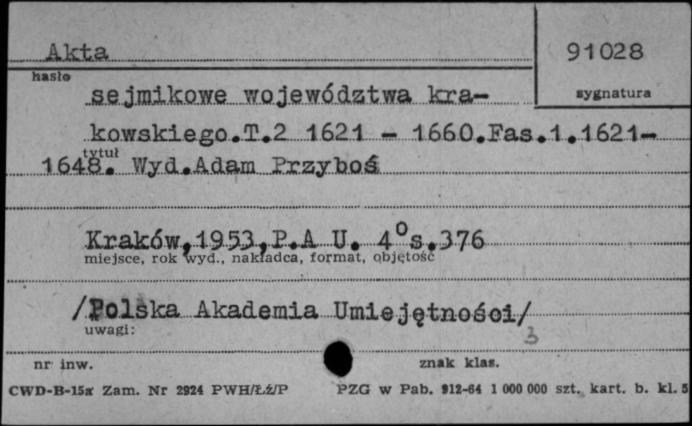 Akta
91028
hasło
sygnatura
sejmikowe województwa kra-
kowskiego.T.2 1621 - 1660.Fas.1.1621-
tytuł
1648. Wyd.Adam Przyboś
Kraków,1953,P.A U. 4°s.376
miejsce, rok wyd., nakładca, format, objętość
/Polska Akademia Umiejętności/
uwagi:
3
nr inw.
znak klas.
CWD-B-15a Zam. Nr 2924 PWH/Łź/P
PZG w Pab. 912-64 1 000 000 szt. kart. b. kl. 5